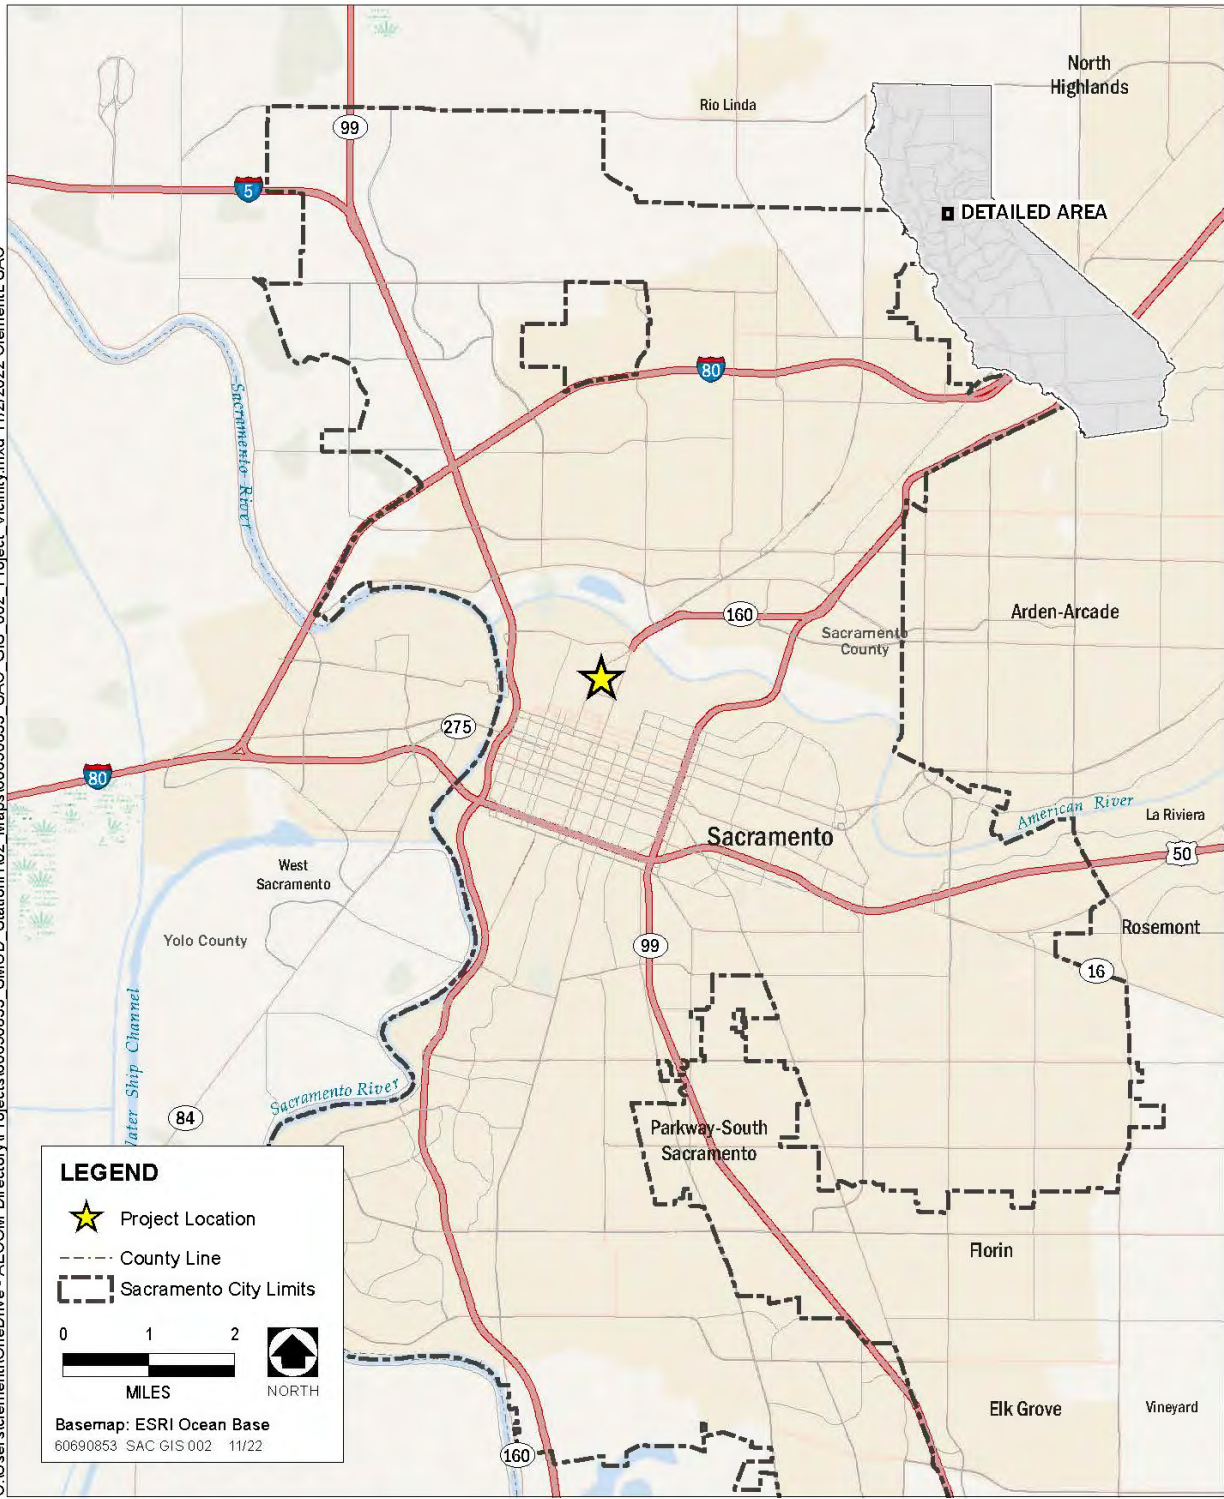 North
Highlands
Rio Linda
99
5
DETAILED AREA
80
Sacramento River
160
Arden-Arcade
Sacramento
County
275
80
American River
La Riviera
Sacramento
50
West
Sacramento
Rosemont
Yolo County
99
16
Water Ship Channel
Sacramento River
84
Parkway-South
Sacramento
Florin
Elk Grove
Vineyard
160
LEGEND
Project Location
County Line
Sacramento City Limits
0 1 2
MILES
NORTH
Basemap: ESRI Ocean Base
60690853 SAC GIS 002 11/22